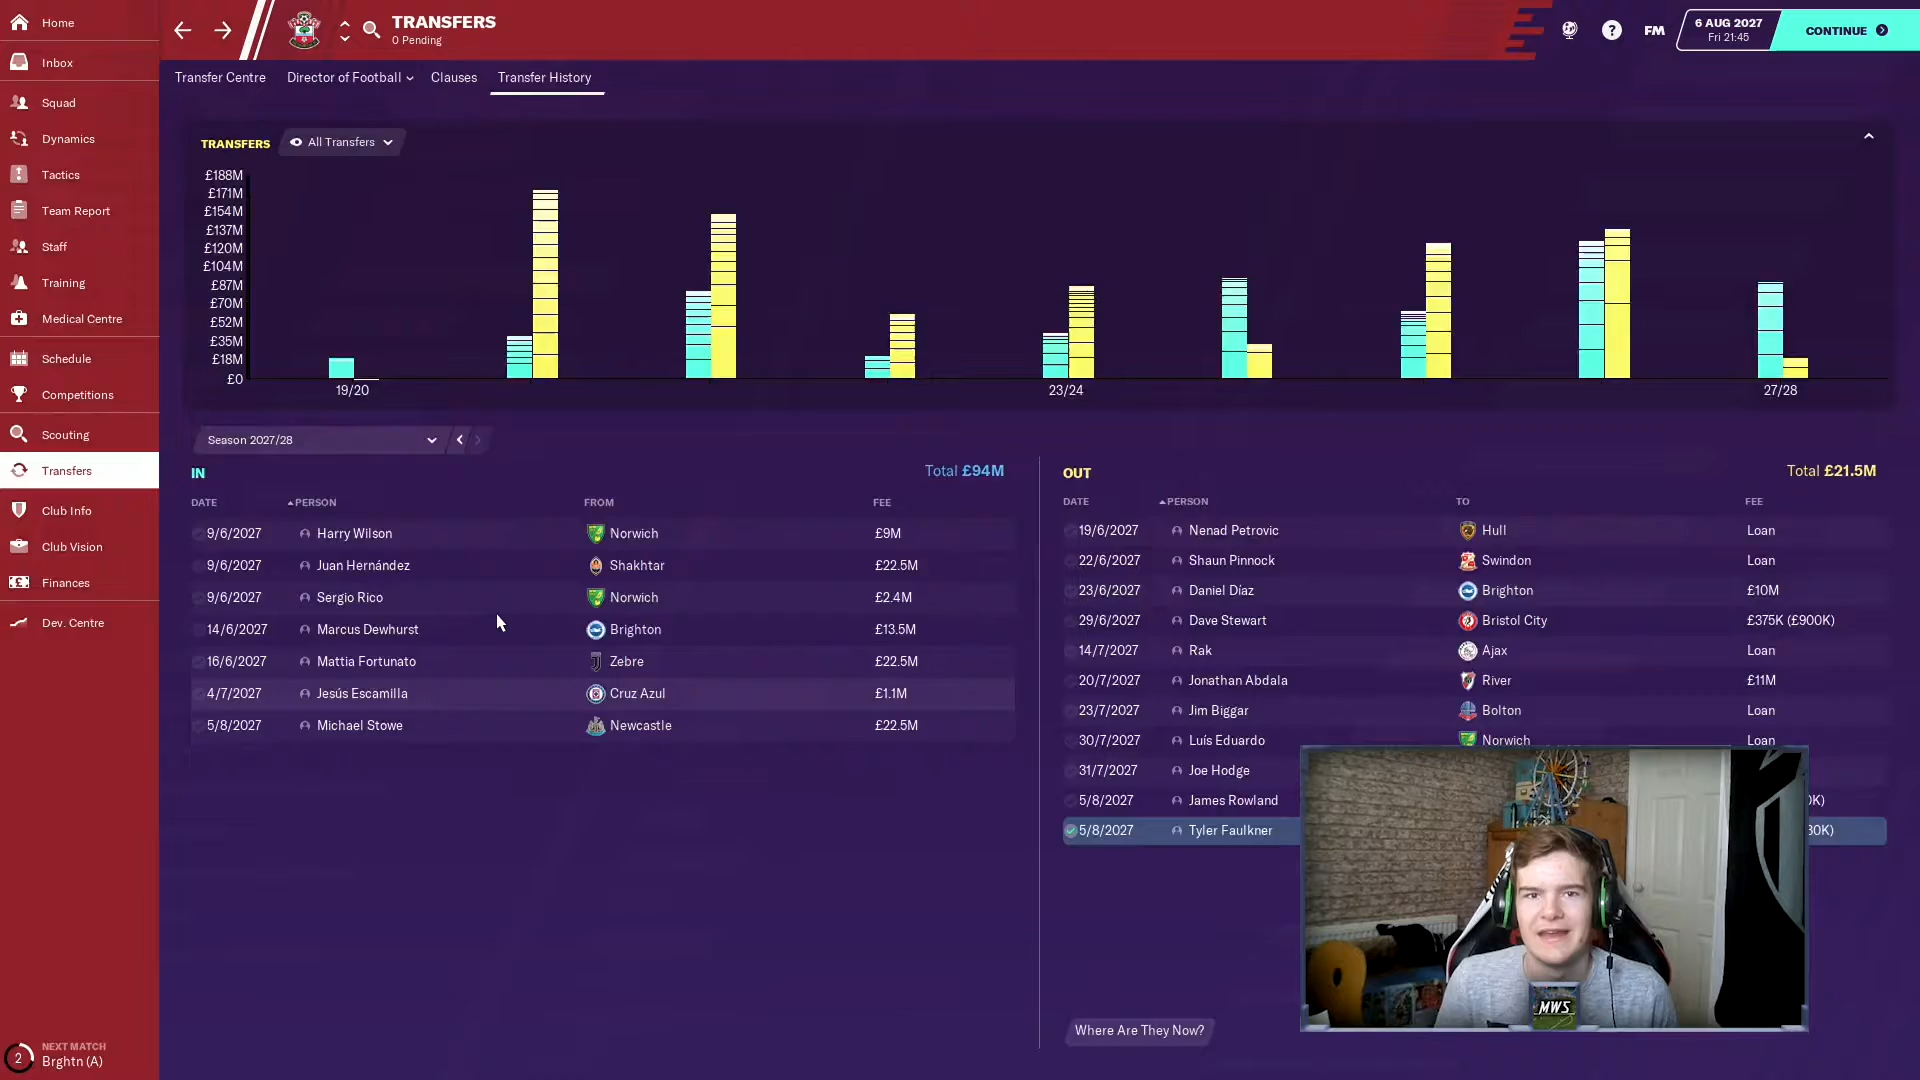 Home
Inbox
Squad
Dynamics
Tactics
Team Report
Staff
Training
Medical Centre
Schedule
Competitions
Scouting
Transfers
Club Info
Club Vision
Finances
Dev. Centre
2
NEXT MATCH
Brghtn (A)
TRANSFERS
0 Pending
? FM
6 AUG 2027
Fri 21:45
CONTINUE
Transfer Centre Director of Football Clauses Transfer History
TRANSFERS All Transfers
£188M
£171M
£154M
£137M
£120M
£104M
£87M
£70M
£52M
£35M
£18M
£0
19/20 23/24 27/28
Season 2027/28
IN Total £94M
DATE PERSON FROM FEE
9/6/2027 Harry Wilson Norwich £9M
9/6/2027 Juan Hernández Shakhtar £22.5M
9/6/2027 Sergio Rico Norwich £2.4M
14/6/2027 Marcus Dewhurst Brighton £13.5M
16/6/2027 Mattia Fortunato Zebre £22.5M
4/7/2027 Jesús Escamilla Cruz Azul £1.1M
5/8/2027 Michael Stowe Newcastle £22.5M
OUT Total £21.5M
DATE PERSON TO FEE
19/6/2027 Nenad Petrovic Hull Loan
22/6/2027 Shaun Pinnock Swindon Loan
23/6/2027 Daniel Díaz Brighton £10M
29/6/2027 Dave Stewart Bristol City £375K (£900K)
14/7/2027 Rak Ajax Loan
20/7/2027 Jonathan Abdala River £11M
23/7/2027 Jim Biggar Bolton Loan
30/7/2027 Luís Eduardo Norwich Loan
31/7/2027 Joe Hodge
5/8/2027 James Rowland
5/8/2027 Tyler Faulkner
Where Are They Now?
MWS